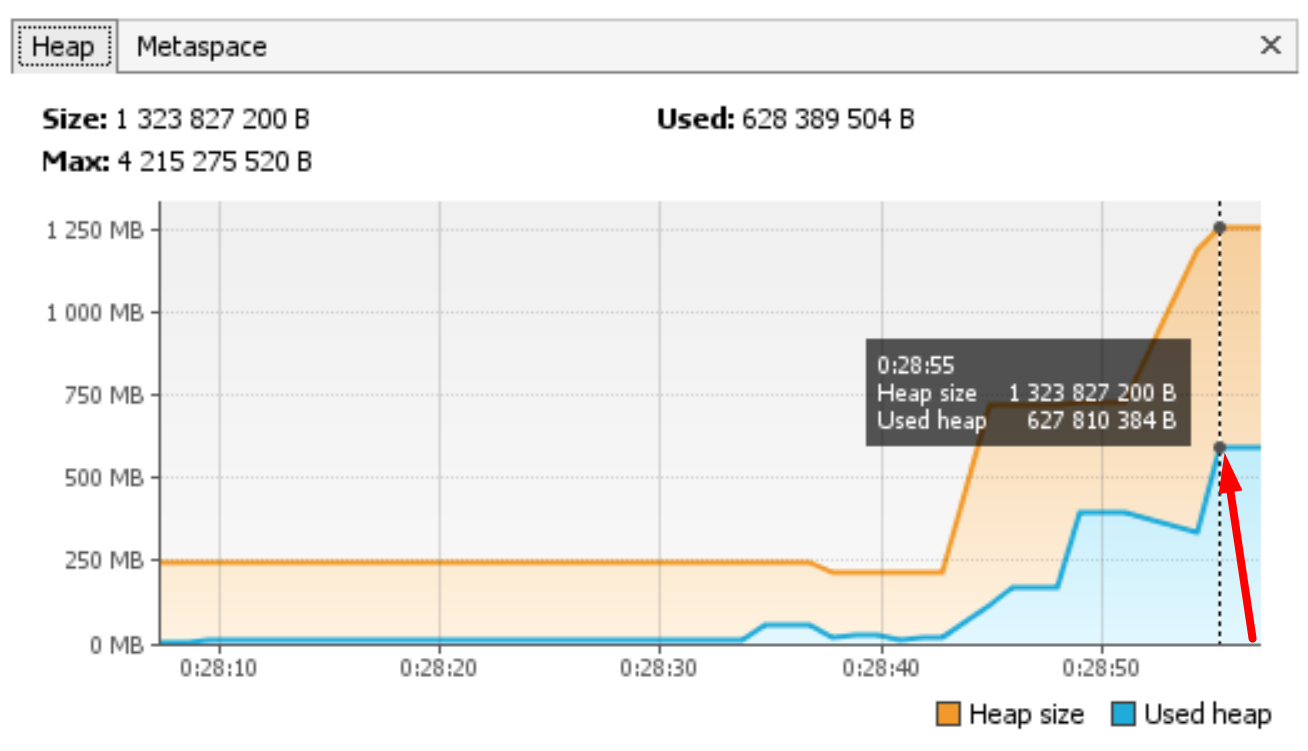 Heap Metaspace ×
Size: 1 323 827 200 B Used: 628 389 504 B
Max: 4 215 275 520 B
1 250 MB
1 000 MB
750 MB
500 MB
250 MB
0 MB
0:28:55
Heap size 1 323 827 200 B
Used heap 627 810 384 B
0:28:10 0:28:20 0:28:30 0:28:40 0:28:50
Heap size Used heap